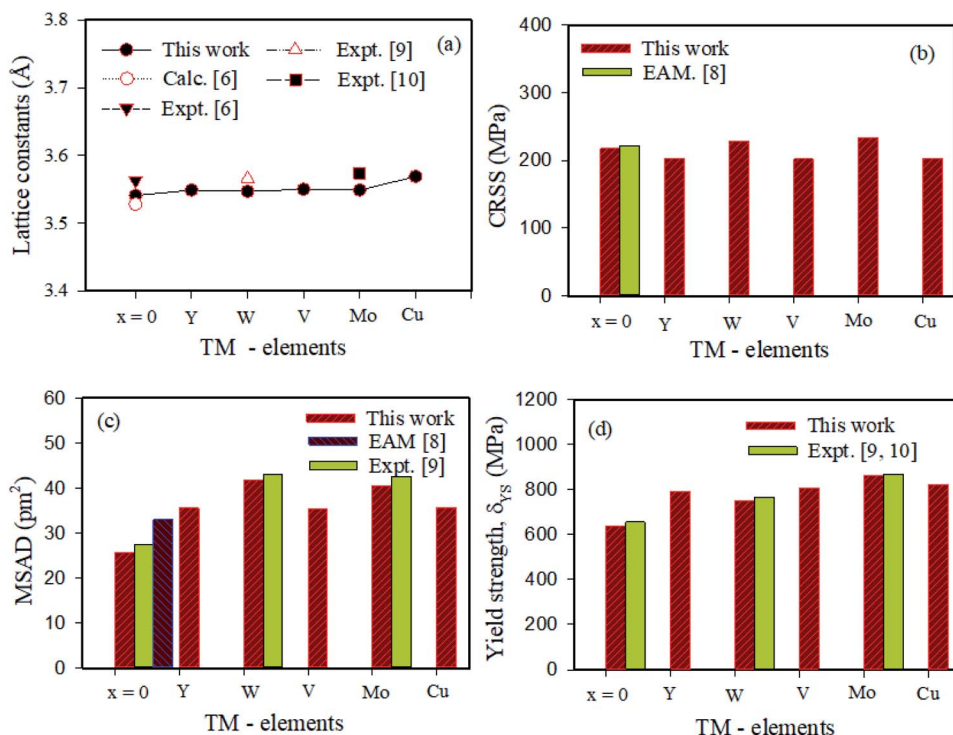 (a)
This work
Calc. [6]
Expt. [6]
Expt. [9]
Expt. [10]
Lattice constants (Å)
3.8
3.7
3.6
3.5
3.4
x = 0 Y W V Mo Cu
TM - elements
(b)
This work
EAM. [8]
CRSS (MPa)
400
300
200
100
0
x = 0 Y W V Mo Cu
TM - elements
(c)
This work
EAM [8]
Expt. [9]
MSAD (pm²)
60
50
40
30
20
10
0
x = 0 Y W V Mo Cu
TM - elements
(d)
This work
Expt. [9, 10]
Yield strength, δYS (MPa)
1200
1000
800
600
400
200
0
x = 0 Y W V Mo Cu
TM - elements